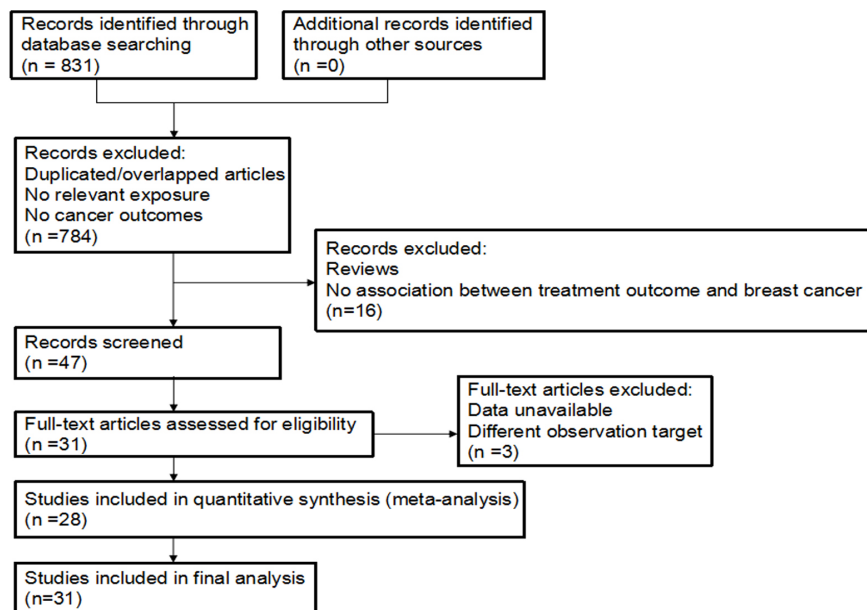 Records identified through
database searching
(n = 831)
Additional records identified
through other sources
(n =0)
Records excluded:
Duplicated/overlapped articles
No relevant exposure
No cancer outcomes
(n =784)
Records excluded:
Reviews
No association between treatment outcome and breast cancer
(n=16)
Records screened
(n =47)
Full-text articles excluded:
Data unavailable
Different observation target
(n =3)
Full-text articles assessed for eligibility
(n =31)
Studies included in quantitative synthesis (meta-analysis)
(n =28)
Studies included in final analysis
(n=31)